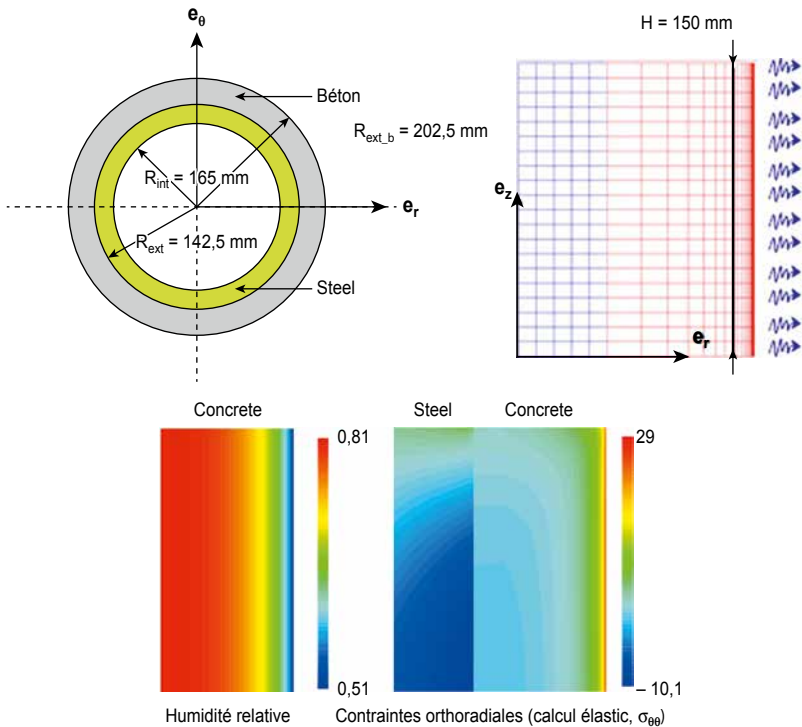 e_θ
Béton
R_ext_b = 202,5 mm
R_int = 165 mm
e_r
R_ext = 142,5 mm
Steel
H = 150 mm
e_z
e_r
Concrete
0,81
0,51
Humidité relative
Steel
Concrete
29
– 10,1
Contraintes orthoradiales (calcul élastic, σ_θθ)